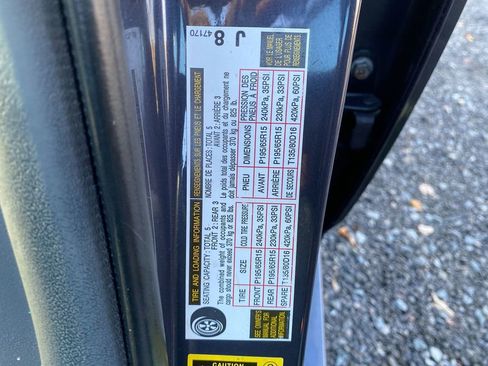 TIRE AND LOADING INFORMATION
RENSEIGNEMENTS SUR LES PNEUS ET LE CHARGEMENT
SEATING CAPACITY: TOTAL 5 FRONT 2: REAR 3
NOMBRE DE PLACES: TOTAL 5 AVANT 2: ARRIÈRE 3
The combined weight of occupants and
cargo should never exceed 370 kg or 825 lbs.
Le poids total des occupants et du chargement ne
doit jamais dépasser 370 kg ou 825 lb.
TIRE SIZE COLD TIRE PRESSURE
PNEU DIMENSIONS PRESSION DES PNEUS À FROID
FRONT P195/65R15 240kPa, 35PSI
AVANT P195/65R15 240kPa, 35PSI
REAR P195/65R15 230kPa, 33PSI
ARRIÈRE P195/65R15 230kPa, 33PSI
SPARE T135/80D16 420kPa, 60PSI
DE SECOURS T135/80D16 420kPa, 60PSI
SEE OWNER'S
MANUAL FOR
ADDITIONAL
INFORMATION
VOIR LE MANUEL
DE L'USAGER
POUR PLUS DE
RENSEIGNEMENTS
47170
J 8